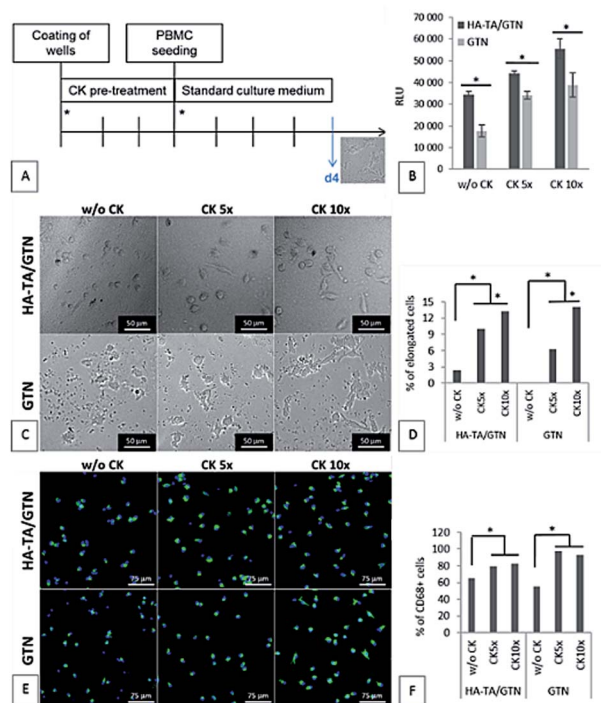 Coating of
wells
PBMC
seeding
CK pre-treatment
Standard culture medium
*
*
d4
A
70 000
60 000
50 000
40 000
30 000
20 000
10 000
0
RLU
HA-TA/GTN
GTN
*
*
*
w/o CK
CK 5x
CK 10x
B
w/o CK
CK 5x
CK 10x
HA-TA/GTN
50 µm
50 µm
50 µm
GTN
50 µm
50 µm
50 µm
C
% of elongated cells
15
12
9
6
3
0
*
*
*
*
w/o CK
CK5x
CK10x
w/o CK
CK5x
CK10x
HA-TA/GTN
GTN
D
w/o CK
CK 5x
CK 10x
HA-TA/GTN
75 µm
75 µm
75 µm
GTN
75 µm
75 µm
75 µm
E
% of CD68+ cells
120
100
80
60
40
20
0
*
*
w/o CK
CK5x
CK10x
w/o CK
CK5x
CK10x
HA-TA/GTN
GTN
F